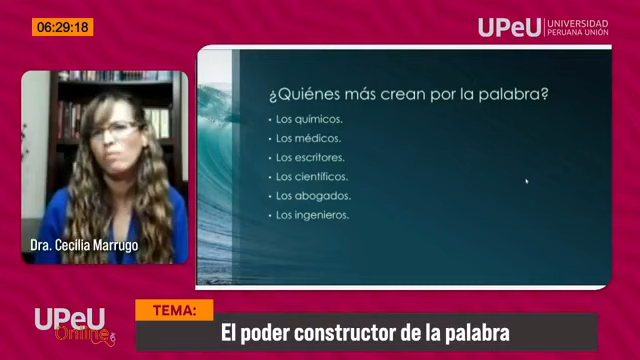 06:29:18
UPeU UNIVERSIDAD
PERUANA UNIÓN
¿Quiénes más crean por la palabra?
• Los químicos.
• Los médicos.
• Los escritores.
• Los científicos.
• Los abogados.
• Los ingenieros.
Dra. Cecilia Marrugo
UPeU
Online
TEMA:
El poder constructor de la palabra